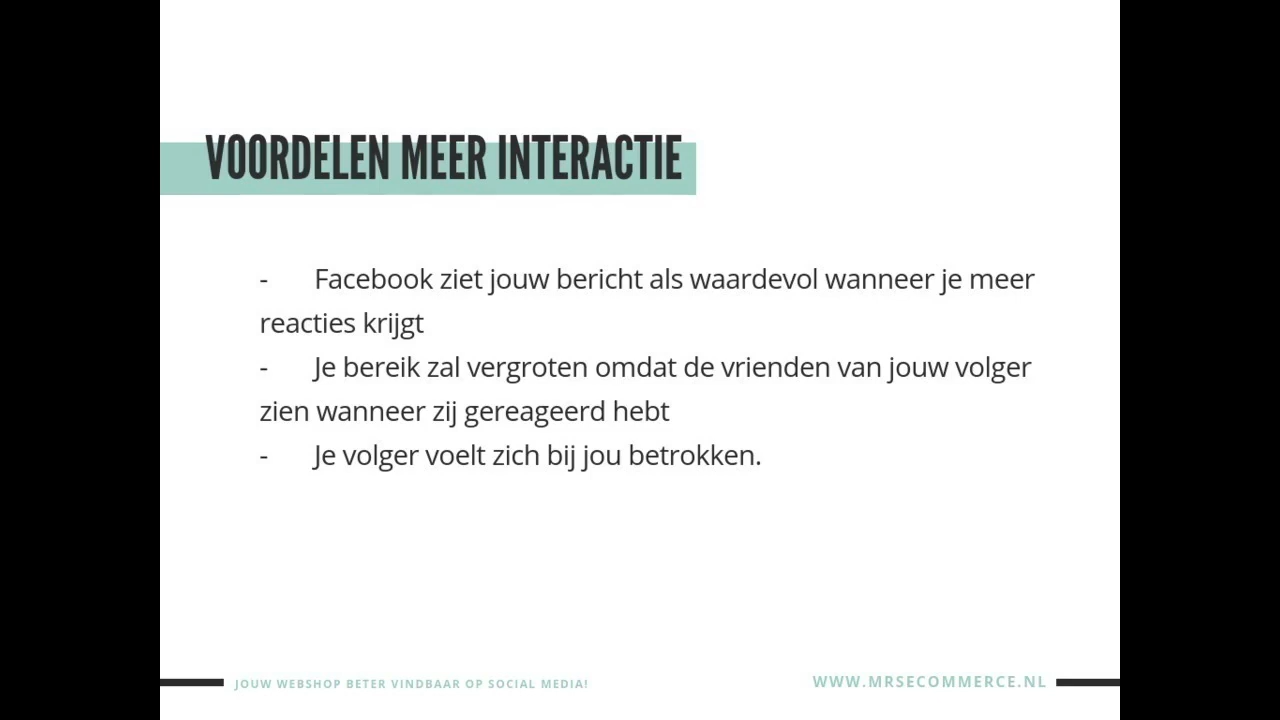 VOORDELEN MEER INTERACTIE
- Facebook ziet jouw bericht als waardevol wanneer je meer
reacties krijgt
- Je bereik zal vergroten omdat de vrienden van jouw volger
zien wanneer zij gereageerd hebt
- Je volger voelt zich bij jou betrokken.
JOUW WEBSHOP BETER VINDBAAR OP SOCIAL MEDIA!
WWW.MRSECOMMERCE.NL